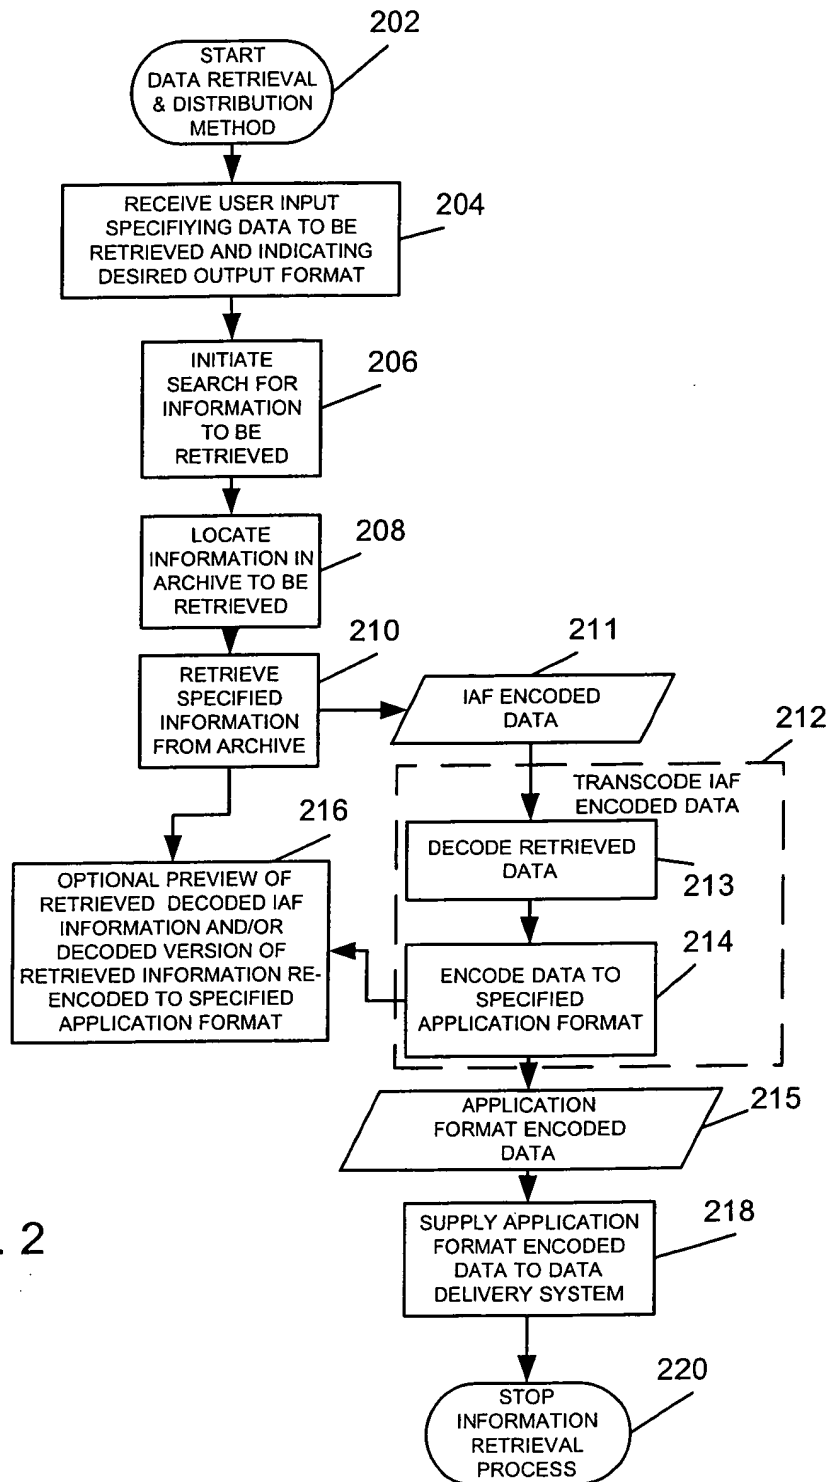 202
START
DATA RETRIEVAL
& DISTRIBUTION
METHOD
204
RECEIVE USER INPUT
SPECIFIYING DATA TO BE
RETRIEVED AND INDICATING
DESIRED OUTPUT FORMAT
206
INITIATE
SEARCH FOR
INFORMATION
TO BE
RETRIEVED
208
LOCATE
INFORMATION IN
ARCHIVE TO BE
RETRIEVED
210
RETRIEVE
SPECIFIED
INFORMATION
FROM ARCHIVE
211
IAF ENCODED
DATA
212
TRANSCODE IAF
ENCODED DATA
DECODE RETRIEVED
DATA
213
214
ENCODE DATA TO
SPECIFIED
APPLICATION FORMAT
216
OPTIONAL PREVIEW OF
RETRIEVED DECODED IAF
INFORMATION AND/OR
DECODED VERSION OF
RETRIEVED INFORMATION RE-
ENCODED TO SPECIFIED
APPLICATION FORMAT
215
APPLICATION
FORMAT ENCODED
DATA
218
SUPPLY APPLICATION
FORMAT ENCODED
DATA TO DATA
DELIVERY SYSTEM
. 2
220
STOP
INFORMATION
RETRIEVAL
PROCESS